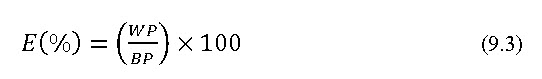 E(%) = (WP/BP) × 100 (9.3)